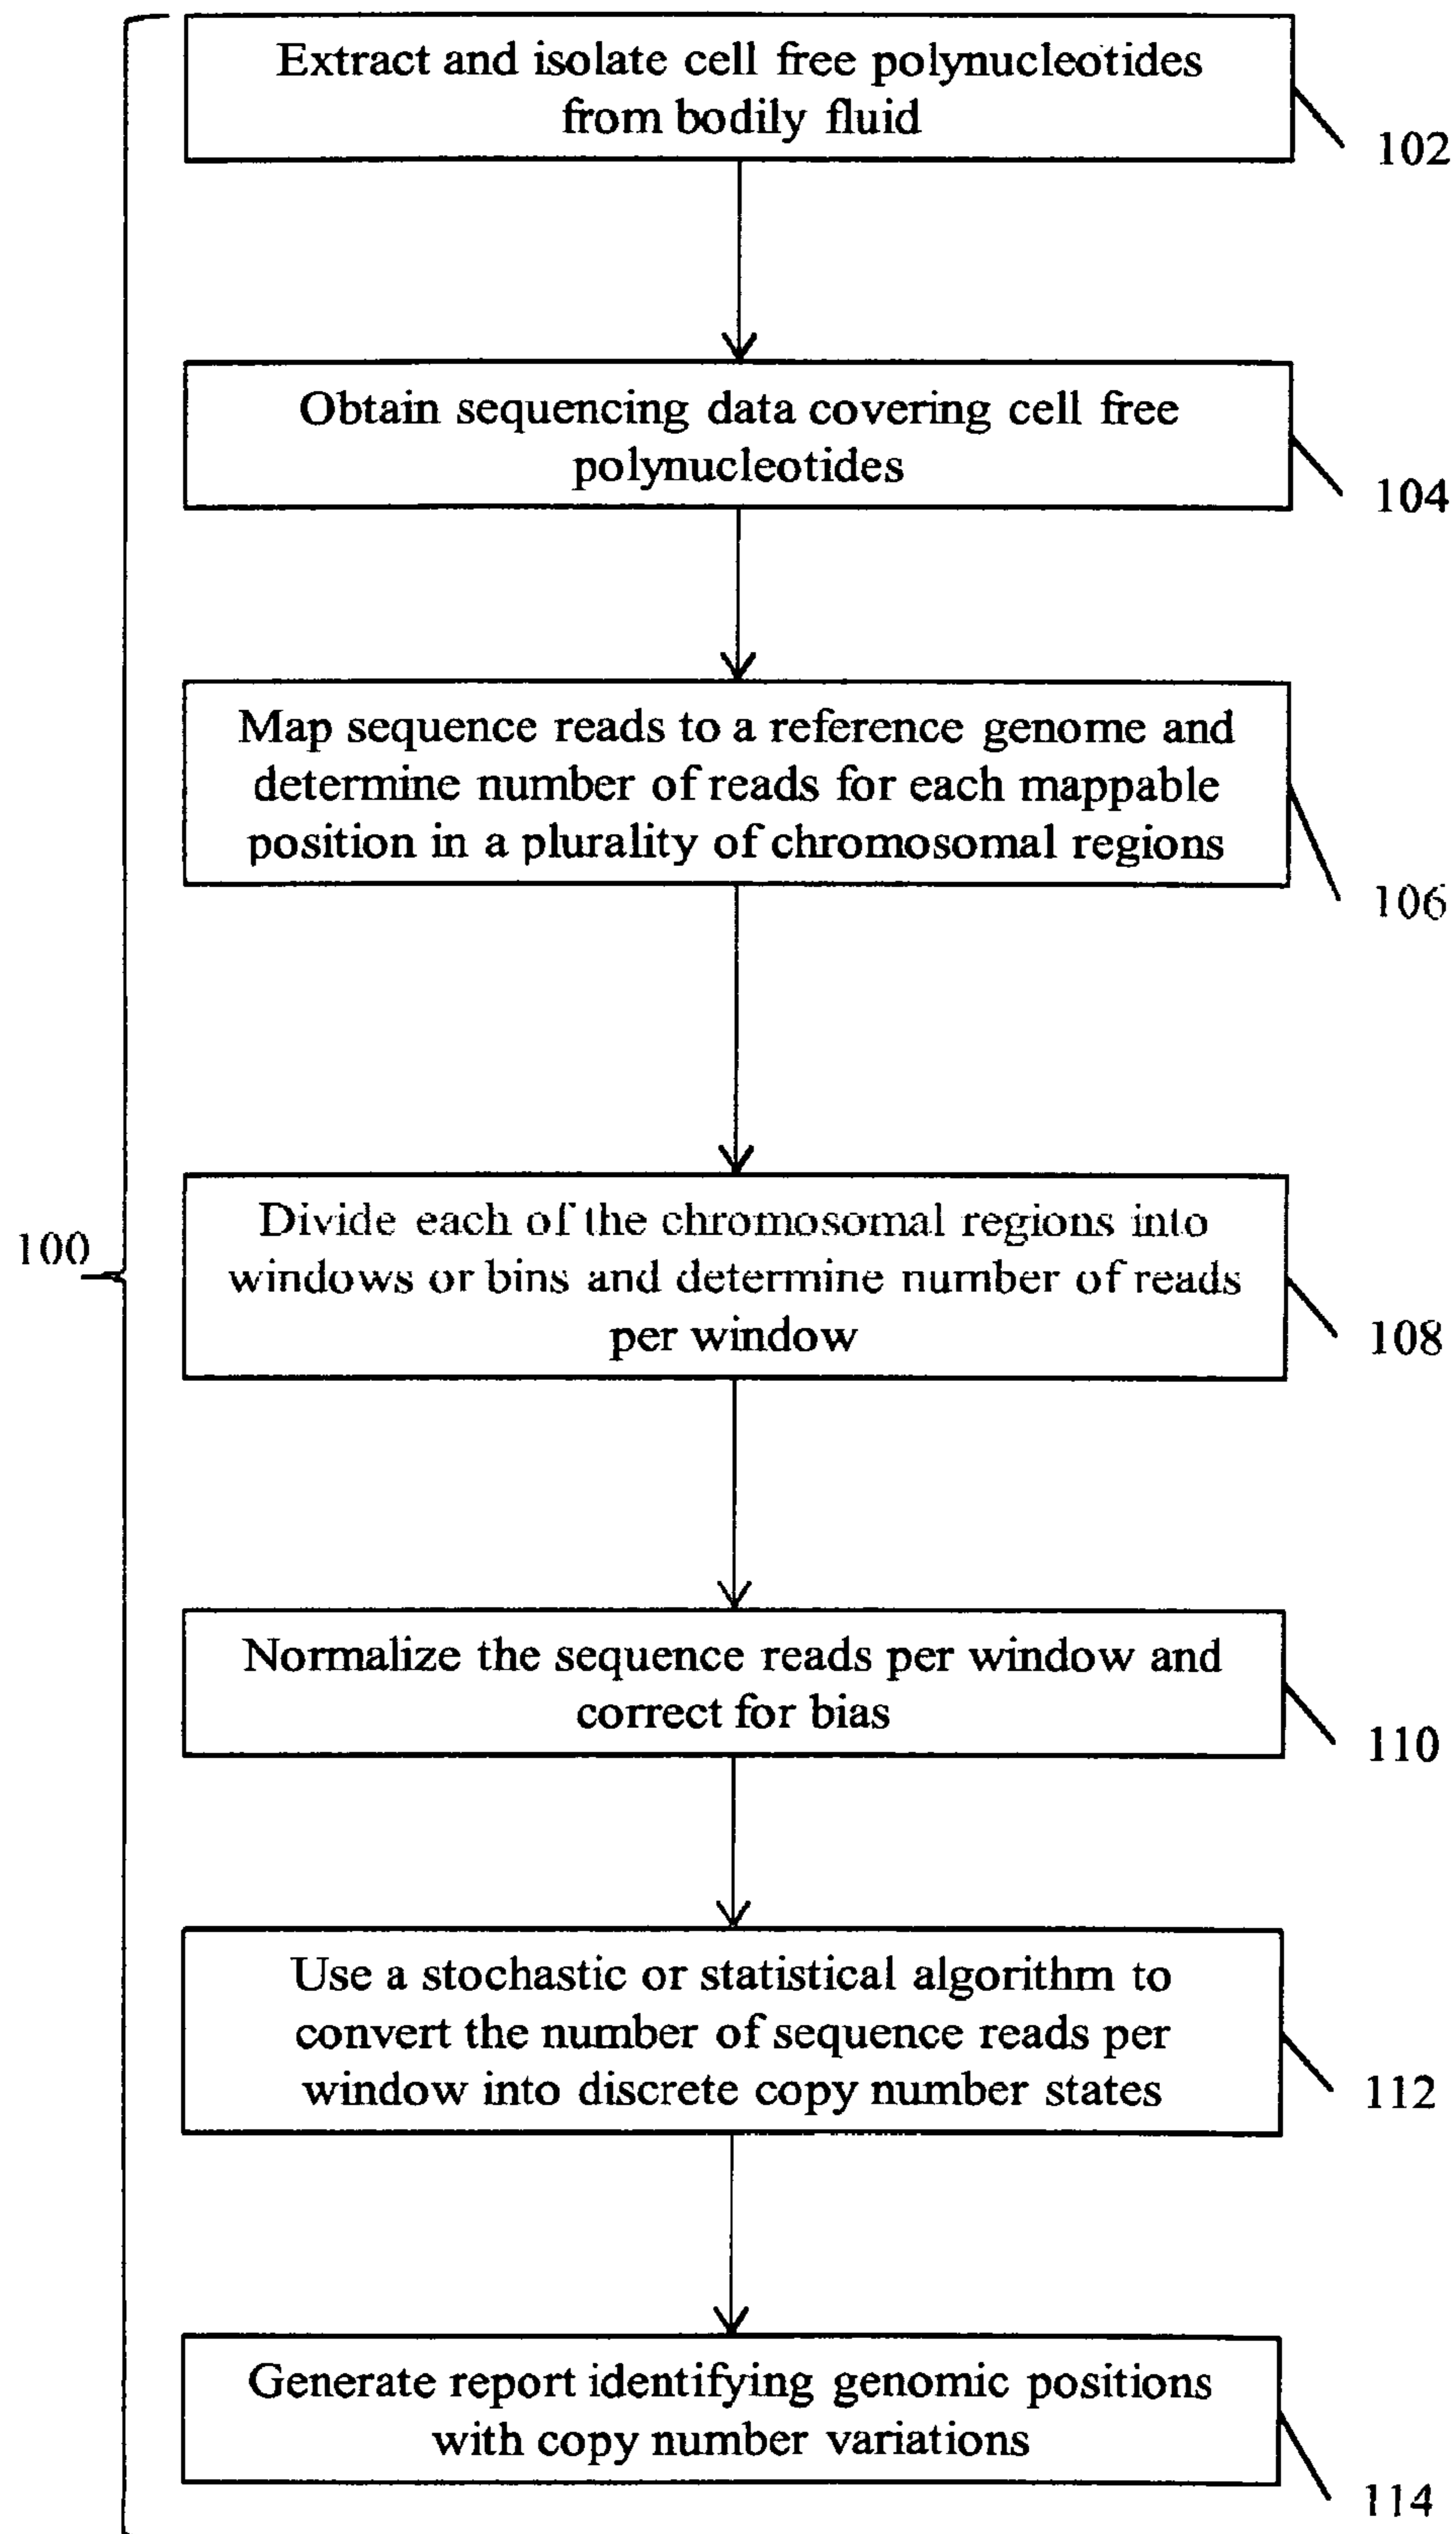 Extract and isolate cell free polynucleotides
from bodily fluid
102
Obtain sequencing data covering cell free
polynucleotides
104
Map sequence reads to a reference genome and
determine number of reads for each mappable
position in a plurality of chromosomal regions
106
100
Divide each of the chromosomal regions into
windows or bins and determine number of reads
per window
108
Normalize the sequence reads per window and
correct for bias
110
Use a stochastic or statistical algorithm to
convert the number of sequence reads per
window into discrete copy number states
112
Generate report identifying genomic positions
with copy number variations
114